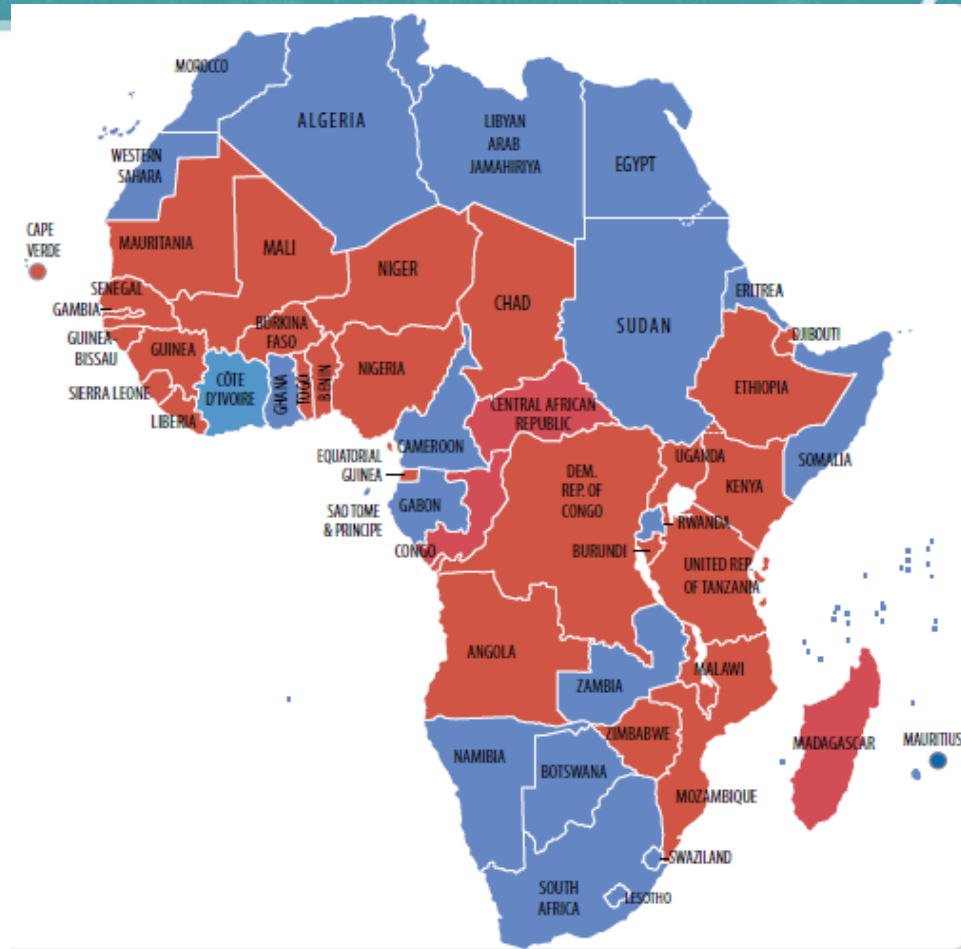 MOROCCO
ALGERIA
LIBYAN
ARAB
JAMAHIRIYA
EGYPT
WESTERN
SAHARA
CAPE
VERDE
MAURITANIA
MALI
NIGER
CHAD
SUDAN
ERITREA
DJIBOUTI
SENEGAL
GAMBIA
GUINEA-
BISSAU
GUINEA
BURKINA
FASO
SIERRA LEONE
LIBERIA
CÔTE
D'IVOIRE
GHANA
TOGO
BENIN
NIGERIA
ETHIOPIA
CENTRAL AFRICAN
REPUBLIC
CAMEROON
EQUATORIAL
GUINEA
SAO TOME
& PRINCIPE
GABON
CONGO
DEM.
REP. OF
CONGO
UGANDA
KENYA
SOMALIA
RWANDA
BURUNDI
UNITED REP.
OF TANZANIA
ANGOLA
ZAMBIA
MALAWI
ZIMBABWE
MOZAMBIQUE
MADAGASCAR
MAURITIUS
NAMIBIA
BOTSWANA
SWAZILAND
SOUTH
AFRICA
LESOTHO